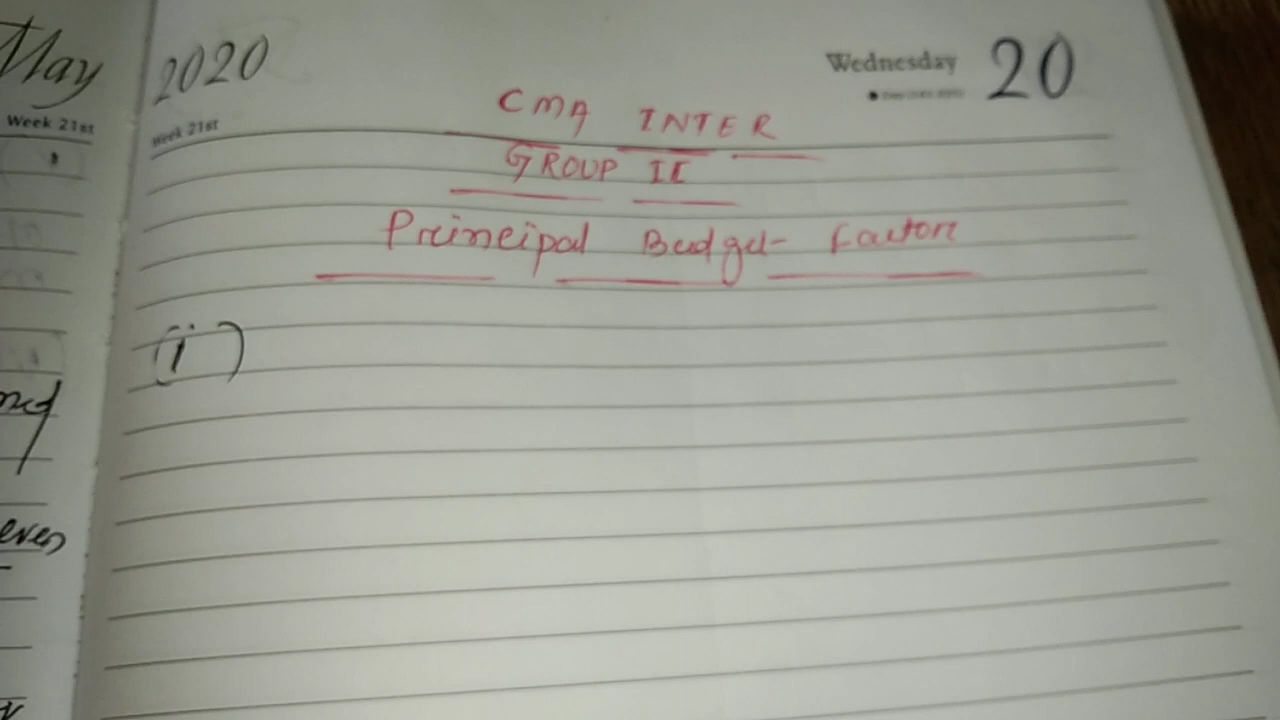 May
2020
Wednesday 20
Week 21st
Week 21st
CMA INTER
GROUP II
Principal Budget Factor
(i)